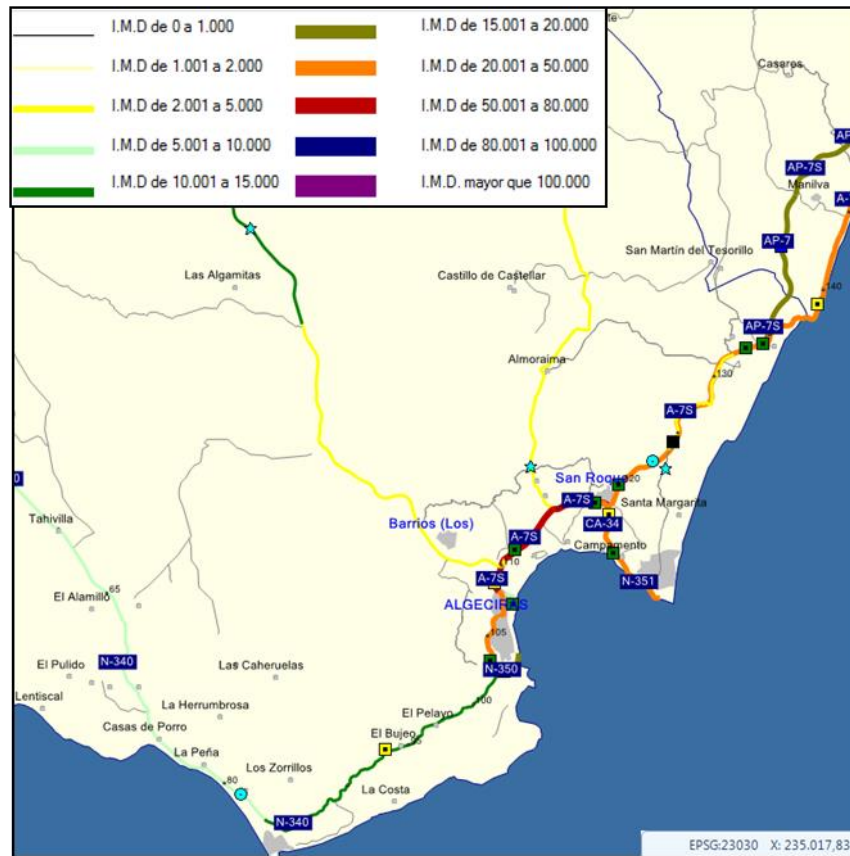 I.M.D de 0 a 1.000
I.M.D de 15.001 a 20.000
I.M.D de 1.001 a 2.000
I.M.D de 20.001 a 50.000
I.M.D de 2.001 a 5.000
I.M.D de 50.001 a 80.000
I.M.D de 5.001 a 10.000
I.M.D de 80.001 a 100.000
I.M.D de 10.001 a 15.000
I.M.D. mayor que 100.000
Casares
AP-7S
Manilva
A-
AP-7
San Martín del Tesorillo
Las Algamitas
Castillo de Castellar
140
AP-7S
Almoraima
130
A-7S
San Roque
120
A-7S
Santa Margarita
CA-34
Tahivilla
Barrios (Los)
A-7S
Campamento
110
A-7S
N-351
El Alamillo
65
ALGECIRAS
105
N-340
El Pulido
Las Caheruelas
N-350
Lentiscal
La Herrumbrosa
100
Casas de Porro
El Pelayo
El Bujeo
La Peña
Los Zorrillos
80
La Costa
N-340
EPSG:23030 X: 235.017,83